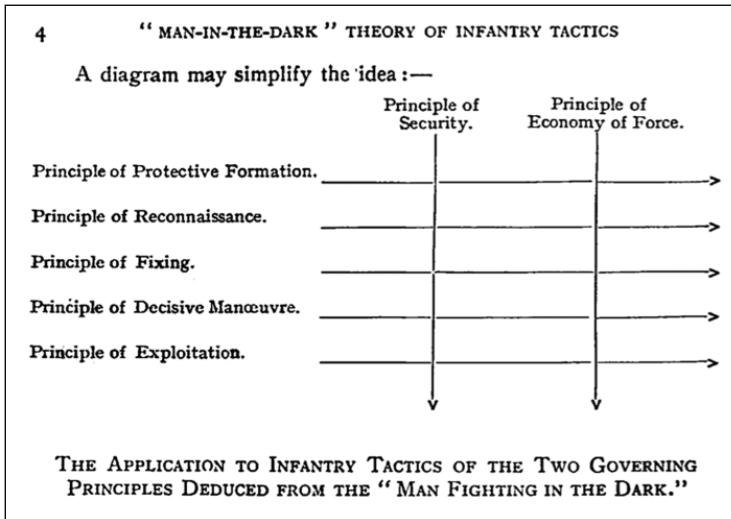 4 “ MAN-IN-THE-DARK ” THEORY OF INFANTRY TACTICS
A diagram may simplify the idea :—
Principle of Security.
Principle of Economy of Force.
Principle of Protective Formation.
Principle of Reconnaissance.
Principle of Fixing.
Principle of Decisive Manœuvre.
Principle of Exploitation.
THE APPLICATION TO INFANTRY TACTICS OF THE TWO GOVERNING
PRINCIPLES DEDUCED FROM THE “ MAN FIGHTING IN THE DARK.”